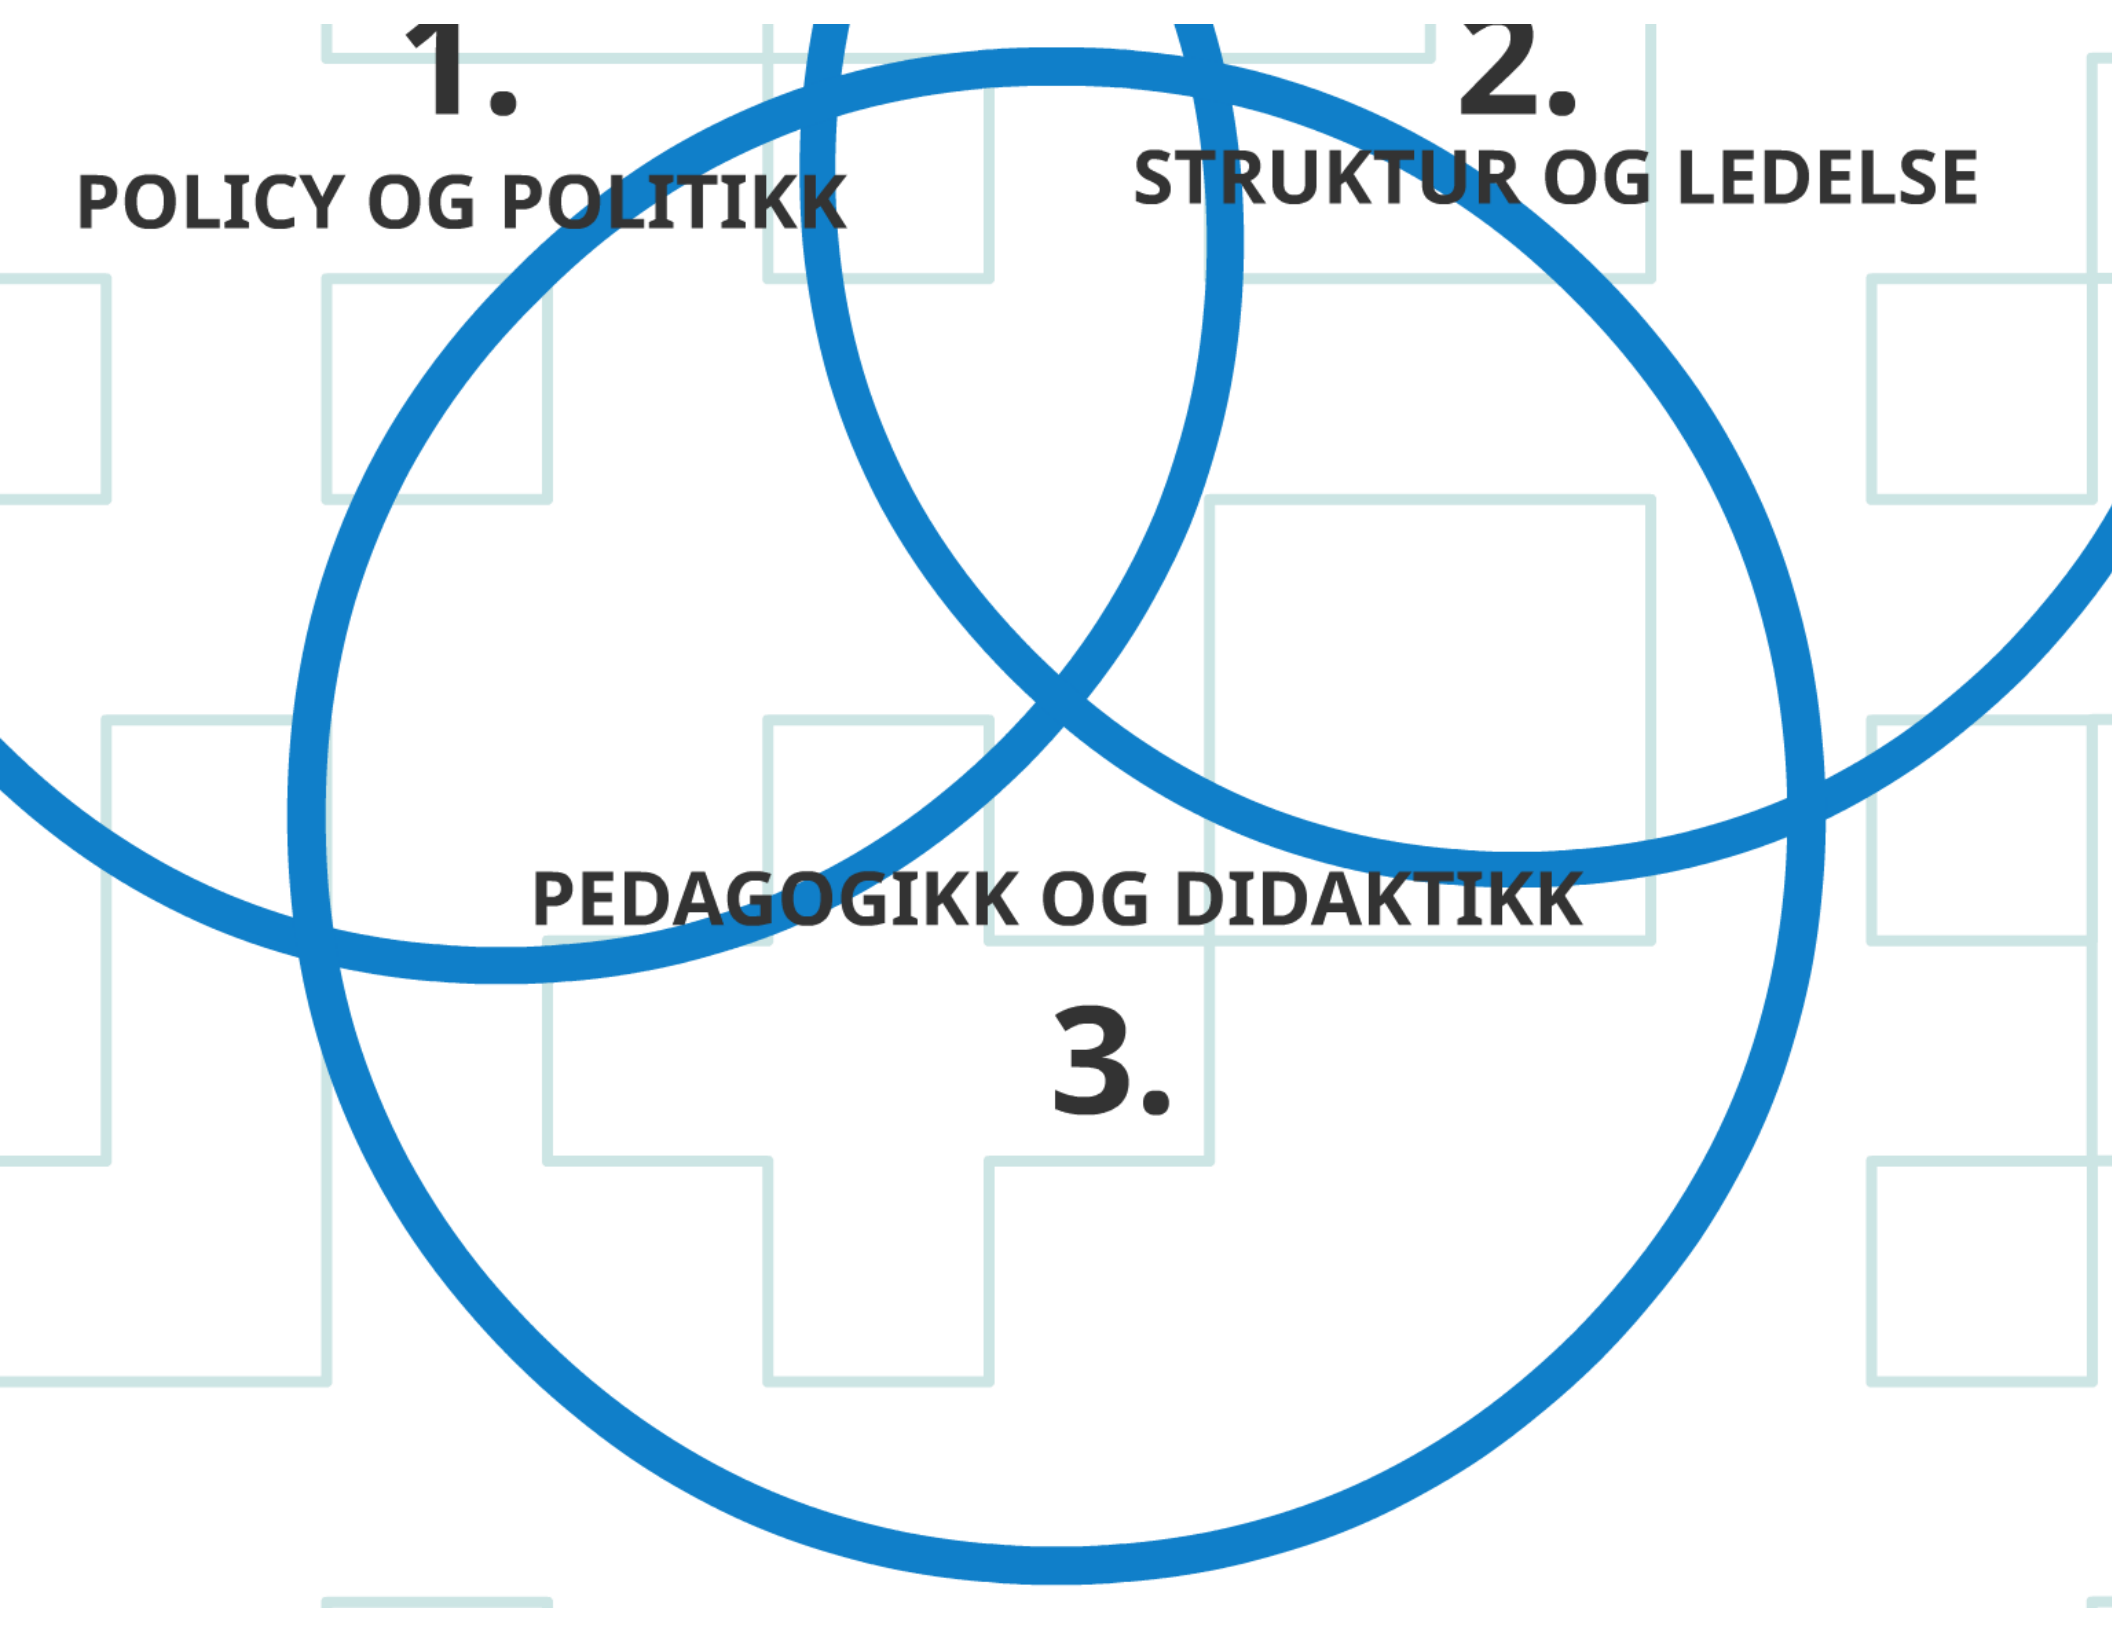 1.
POLICY OG POLITIKK
2.
STRUKTUR OG LEDELSE
PEDAGOGIKK OG DIDAKTIKK
3.